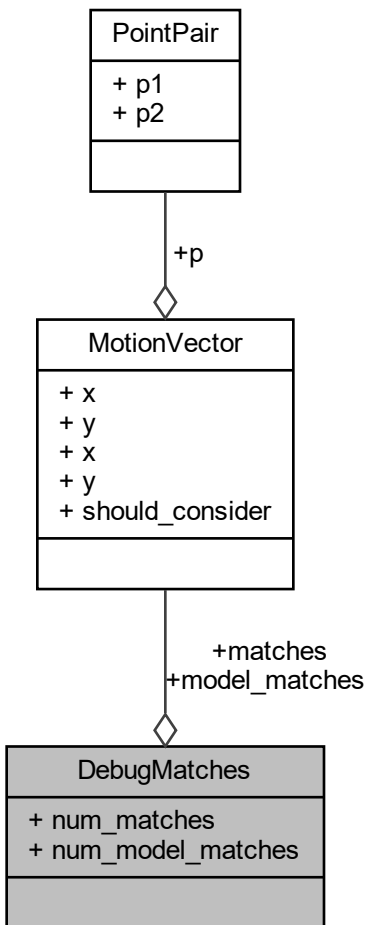 PointPair
+ p1
+ p2
+p
MotionVector
+ x
+ y
+ x
+ y
+ should_consider
+matches
+model_matches
DebugMatches
+ num_matches
+ num_model_matches